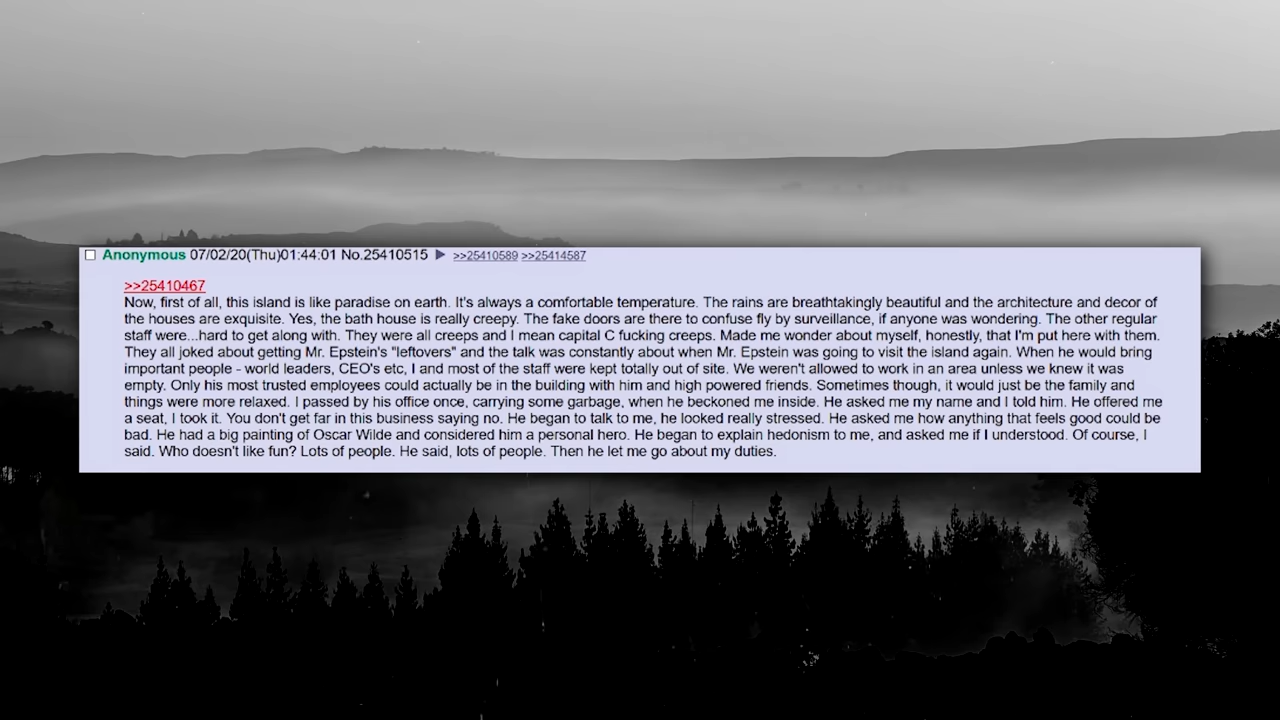 Anonymous 07/02/20(Thu)01:44:01 No.25410515 ▶ >>25410589 >>25414587
>>25410467
Now, first of all, this island is like paradise on earth. It's always a comfortable temperature. The rains are breathtakingly beautiful and the architecture and decor of
the houses are exquisite. Yes, the bath house is really creepy. The fake doors are there to confuse fly by surveillance, if anyone was wondering. The other regular
staff were...hard to get along with. They were all creeps and I mean capital C fucking creeps. Made me wonder about myself, honestly, that I'm put here with them.
They all joked about getting Mr. Epstein's "leftovers" and the talk was constantly about when Mr. Epstein was going to visit the island again. When he would bring
important people - world leaders, CEO's etc, I and most of the staff were kept totally out of site. We weren't allowed to work in an area unless we knew it was
empty. Only his most trusted employees could actually be in the building with him and high powered friends. Sometimes though, it would just be the family and
things were more relaxed. I passed by his office once, carrying some garbage, when he beckoned me inside. He asked me my name and I told him. He offered me
a seat, I took it. You don't get far in this business saying no. He began to talk to me, he looked really stressed. He asked me how anything that feels good could be
bad. He had a big painting of Oscar Wilde and considered him a personal hero. He began to explain hedonism to me, and asked me if I understood. Of course, I
said. Who doesn't like fun? Lots of people. He said, lots of people. Then he let me go about my duties.